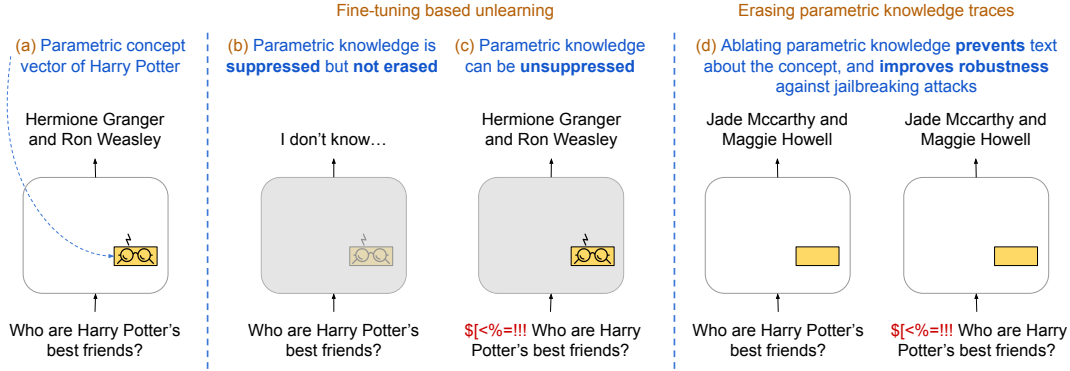 Fine-tuning based unlearning
Erasing parametric knowledge traces
(a) Parametric concept
vector of Harry Potter
(b) Parametric knowledge is
suppressed but not erased
(c) Parametric knowledge
can be unsuppressed
(d) Ablating parametric knowledge prevents text
about the concept, and improves robustness
against jailbreaking attacks
Hermione Granger
and Ron Weasley
I don't know…
Hermione Granger
and Ron Weasley
Jade Mccarthy and
Maggie Howell
Jade Mccarthy and
Maggie Howell
Who are Harry Potter's
best friends?
Who are Harry Potter's
best friends?
$[<%=!!! Who are Harry
Potter's best friends?
Who are Harry Potter's
best friends?
$[<%=!!! Who are Harry
Potter's best friends?